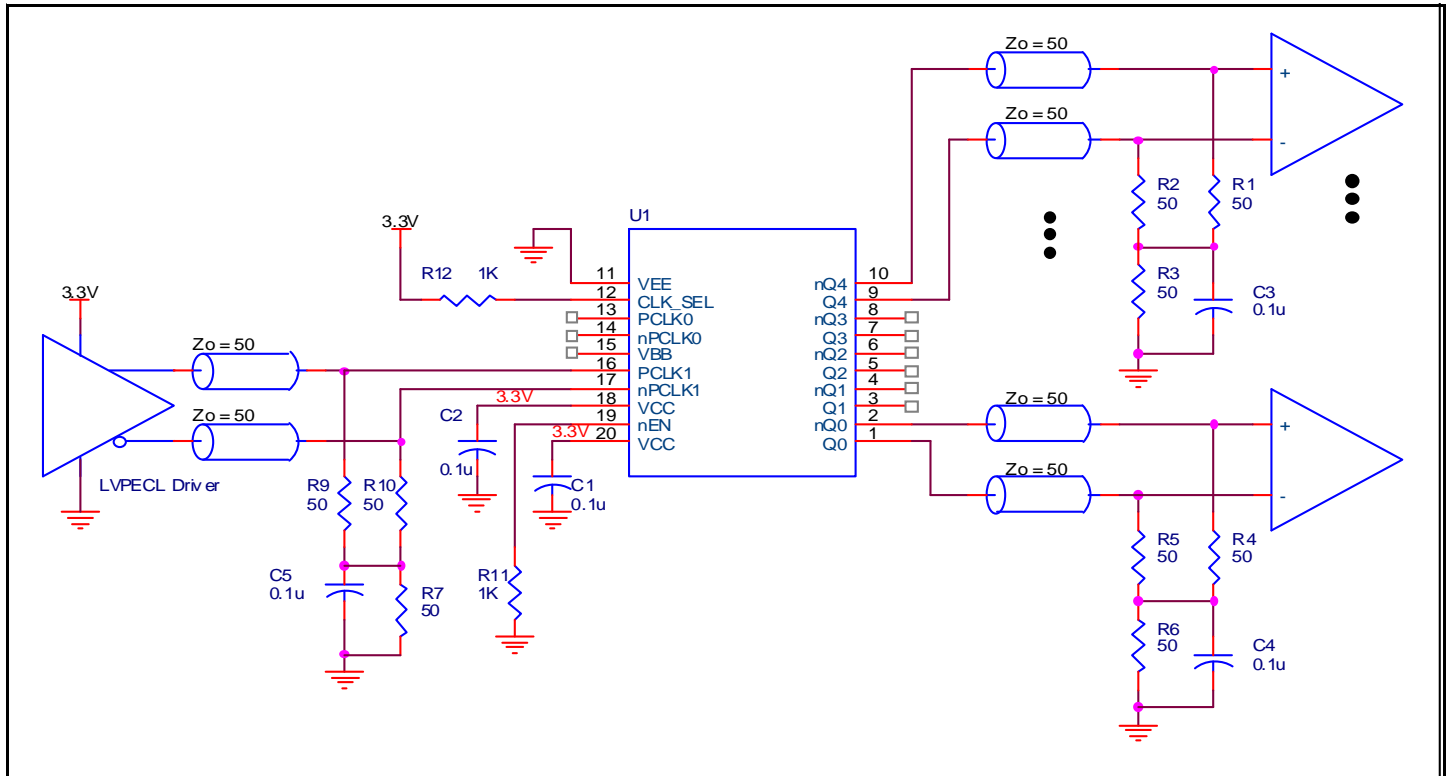 Zo = 50
+
Zo = 50
-
R2
50
R1
50
U1
3.3V
R12 1K
11 VEE
12 CLK_SEL
13 PCLK0
14 nPCLK0
15 VBB
16 PCLK1
17 nPCLK1
18 VCC
19 nEN
20 VCC
nQ4 10
Q4 9
nQ3 8
Q3 7
nQ2 6
Q2 5
nQ1 4
Q1 3
nQ0 2
Q0 1
R3
50
C3
0.1u
3.3V
Zo = 50
Zo = 50
LVPECL Driver
3.3V
C2
0.1u
3.3V
C1
0.1u
R9
50
R10
50
C5
0.1u
R7
50
R11
1K
Zo = 50
+
Zo = 50
-
R5
50
R4
50
R6
50
C4
0.1u